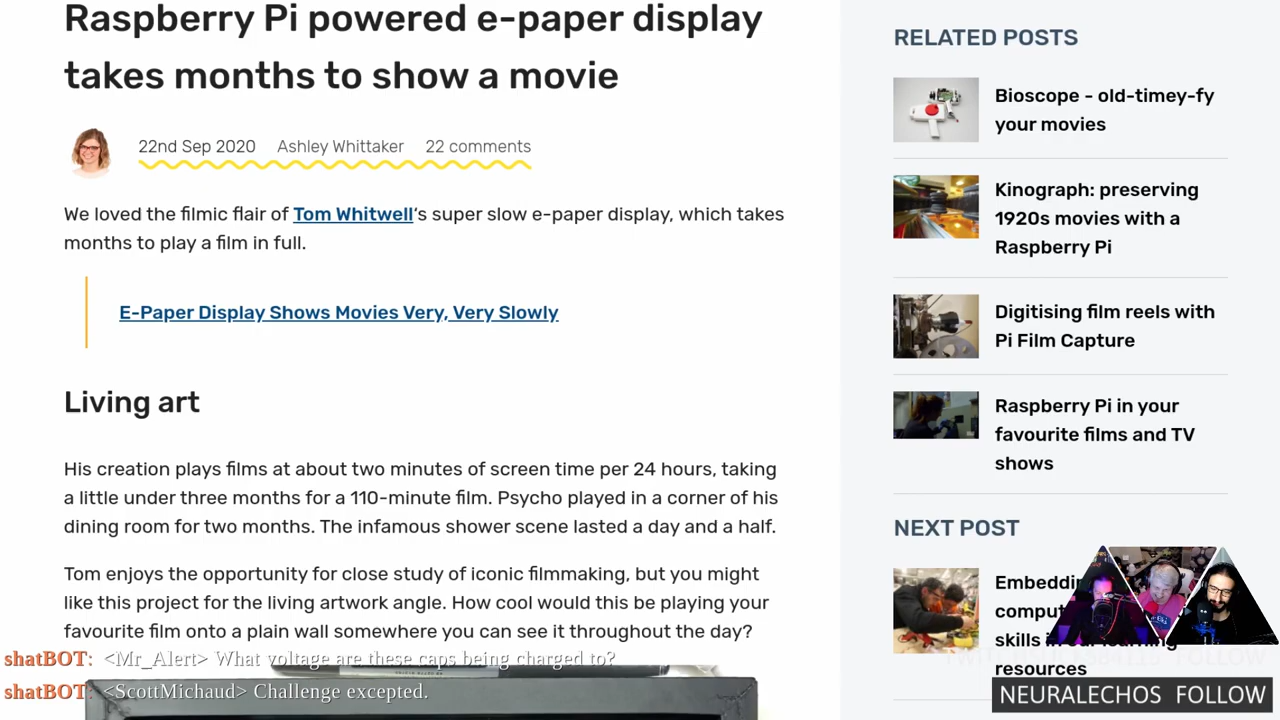 Raspberry Pi powered e-paper display
takes months to show a movie
22nd Sep 2020 Ashley Whittaker 22 comments
We loved the filmic flair of Tom Whitwell‘s super slow e-paper display, which takes
months to play a film in full.
E-Paper Display Shows Movies Very, Very Slowly
Living art
His creation plays films at about two minutes of screen time per 24 hours, taking
a little under three months for a 110-minute film. Psycho played in a corner of his
dining room for two months. The infamous shower scene lasted a day and a half.
Tom enjoys the opportunity for close study of iconic filmmaking, but you might
like this project for the living artwork angle. How cool would this be playing your
favourite film onto a plain wall somewhere you can see it throughout the day?
shatBOT: <Mr_Alert> What voltage are these caps being charged to?
shatBOT: <ScottMichaud> Challenge excepted.
RELATED POSTS
Bioscope - old-timey-fy
your movies
Kinograph: preserving
1920s movies with a
Raspberry Pi
Digitising film reels with
Pi Film Capture
Raspberry Pi in your
favourite films and TV
shows
NEXT POST
skills
resources
FOLLOW
NEURALECHOS FOLLOW